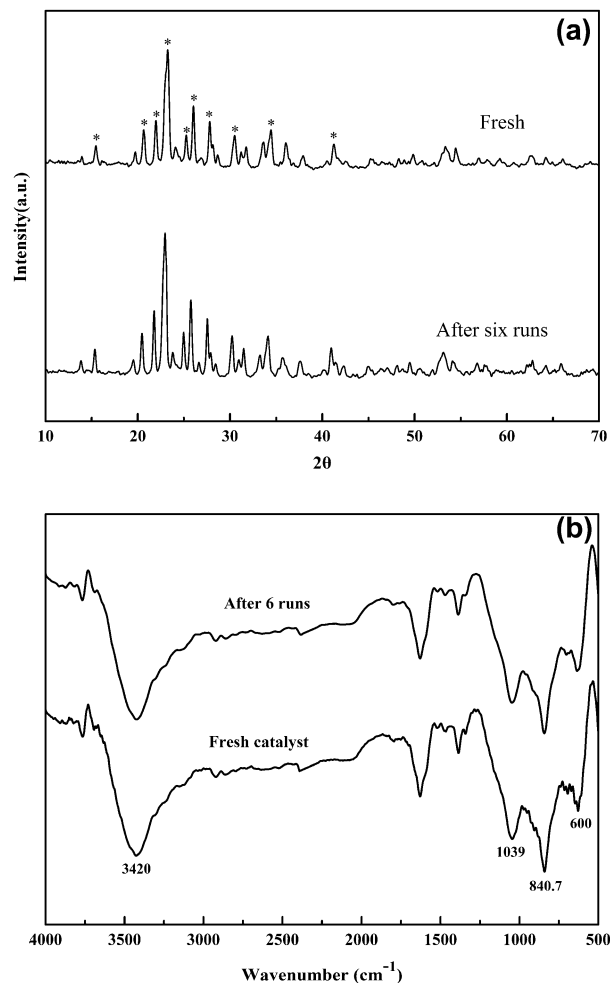 (a)
* * * * * * * * * *
Fresh
After six runs
Intensity(a.u.)
10 20 30 40 50 60 70
2θ
(b)
After 6 runs
Fresh catalyst
3420
1039
840.7
600
4000 3500 3000 2500 2000 1500 1000 500
Wavenumber (cm⁻¹)